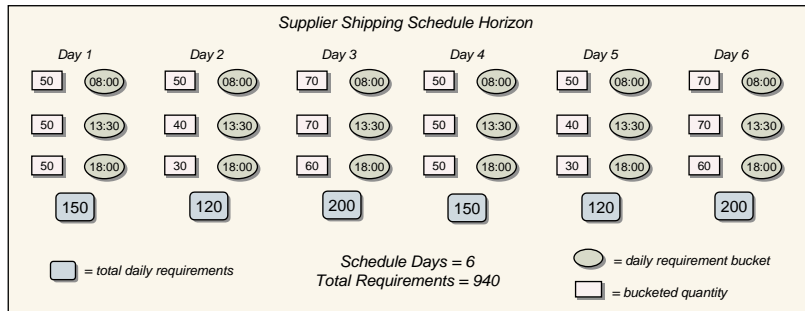 Supplier Shipping Schedule Horizon
Day 1 Day 2 Day 3 Day 4 Day 5 Day 6
50 08:00 50 08:00 70 08:00 50 08:00 50 08:00 70 08:00
50 13:30 40 13:30 70 13:30 50 13:30 40 13:30 70 13:30
50 18:00 30 18:00 60 18:00 50 18:00 30 18:00 60 18:00
150 120 200 150 120 200
= total daily requirements
Schedule Days = 6
Total Requirements = 940
= daily requirement bucket
= bucketed quantity